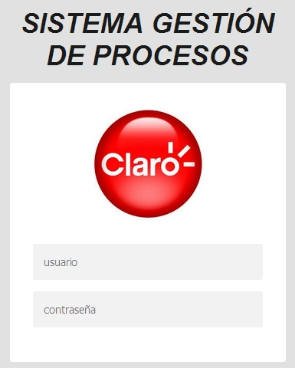 SISTEMA GESTIÓN
DE PROCESOS
Claro
usuario
contraseña